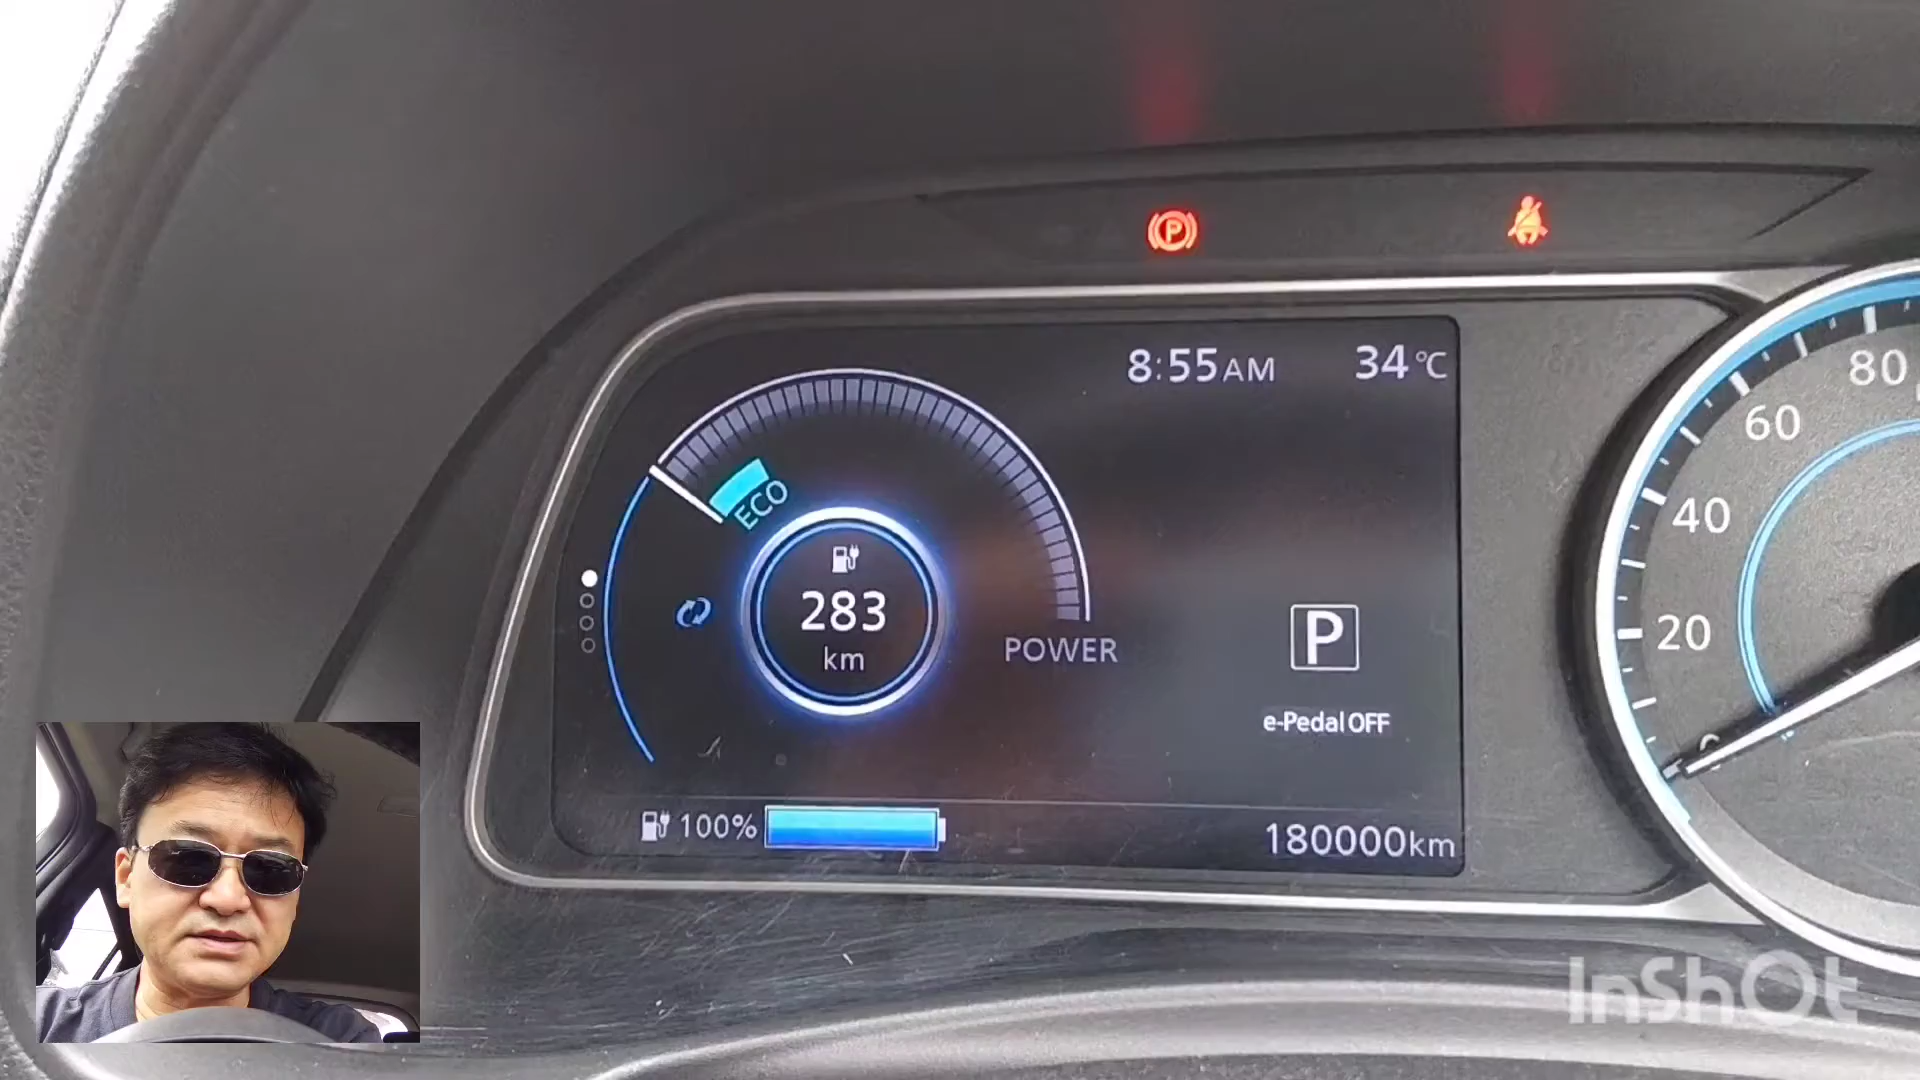 P
8:55AM 34°C
80
60
40
20
ECO
283
km
POWER
P
e-Pedal OFF
100%
180000km
InShOt